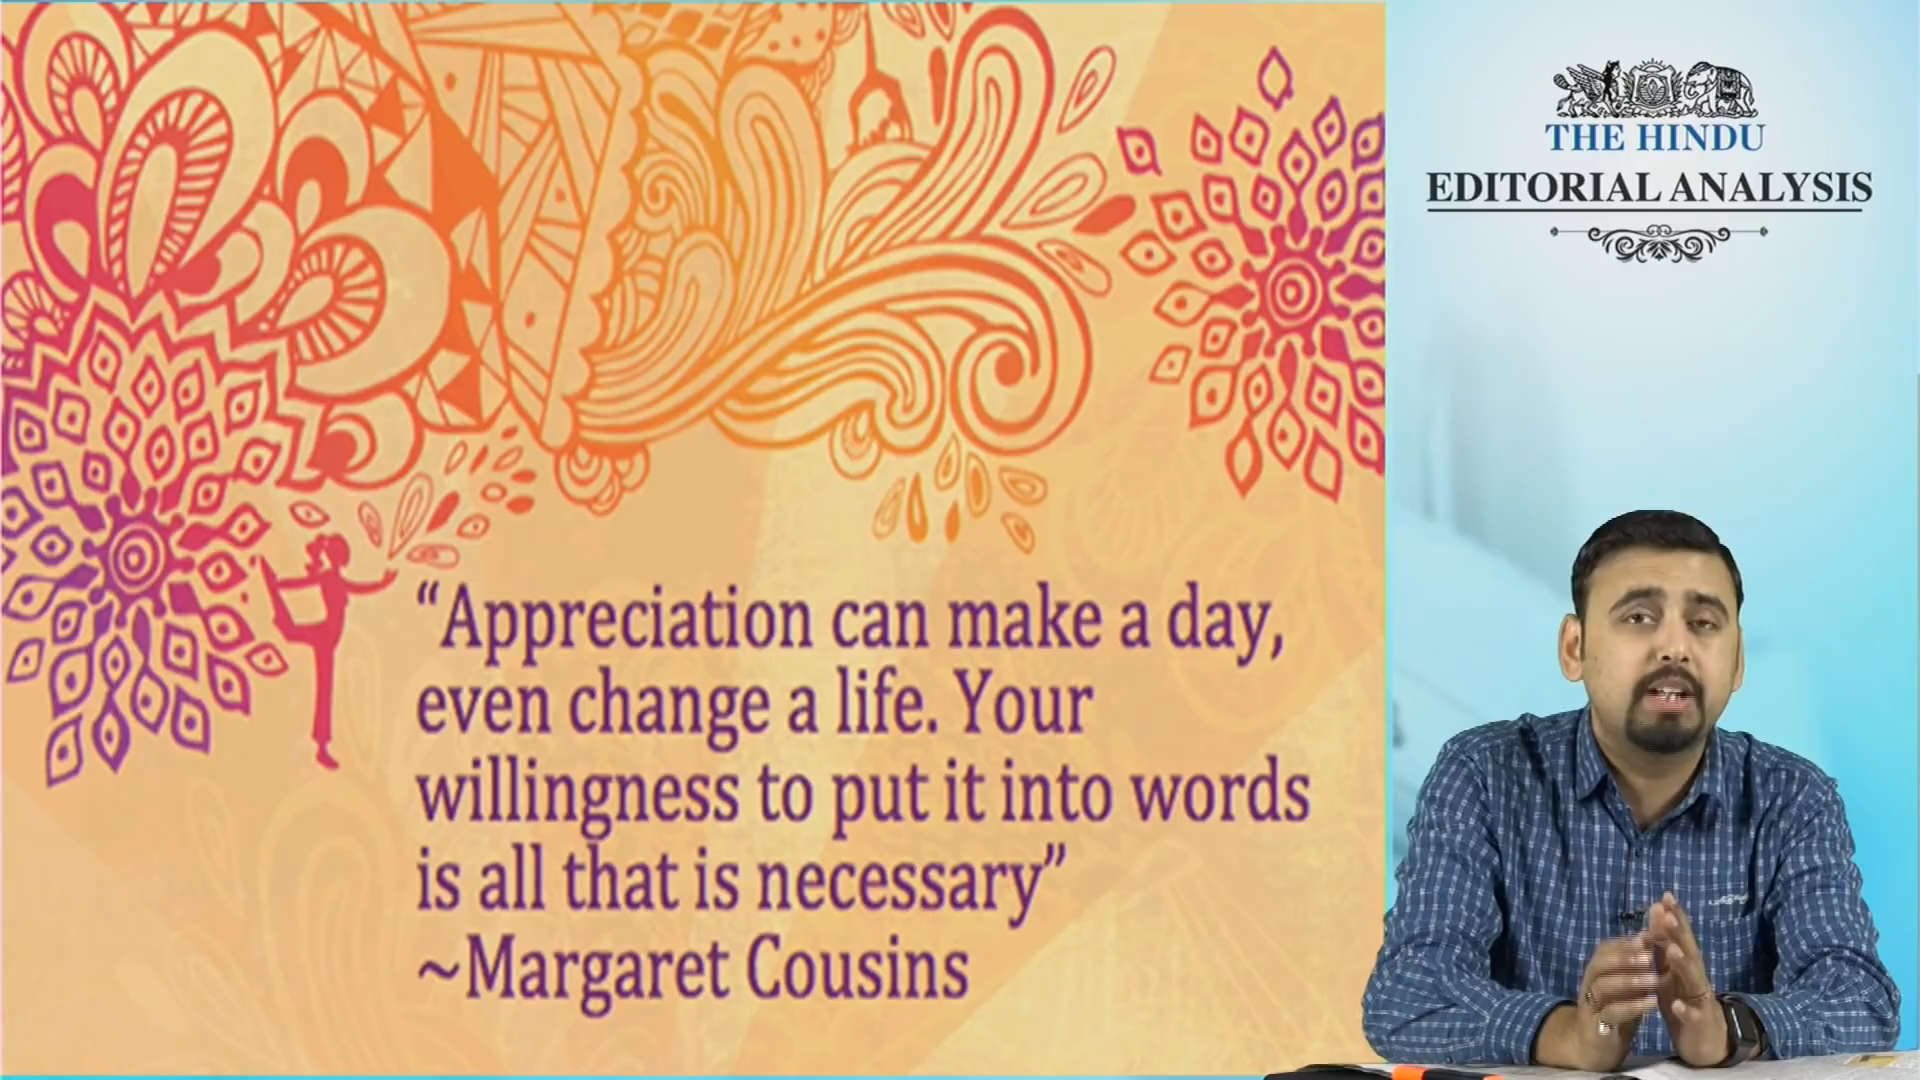 “Appreciation can make a day,
even change a life. Your
willingness to put it into words
is all that is necessary”
~Margaret Cousins
THE HINDU
EDITORIAL ANALYSIS